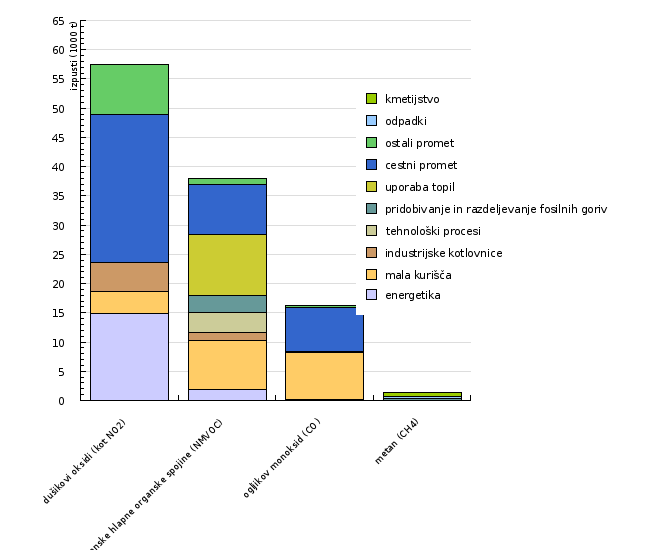 izpusti (1000 t)
65
60
55
50
45
40
35
30
25
20
15
10
5
0
kmetijstvo
odpadki
ostali promet
cestni promet
uporaba topil
pridobivanje in razdeljevanje fosilnih goriv
tehnološki procesi
industrijske kotlovnice
mala kurišča
energetika
dušikovi oksidi (kot NO2)
hlapne organske spojine (NMVOC)
ogljikov monoksid (CO)
metan (CH4)